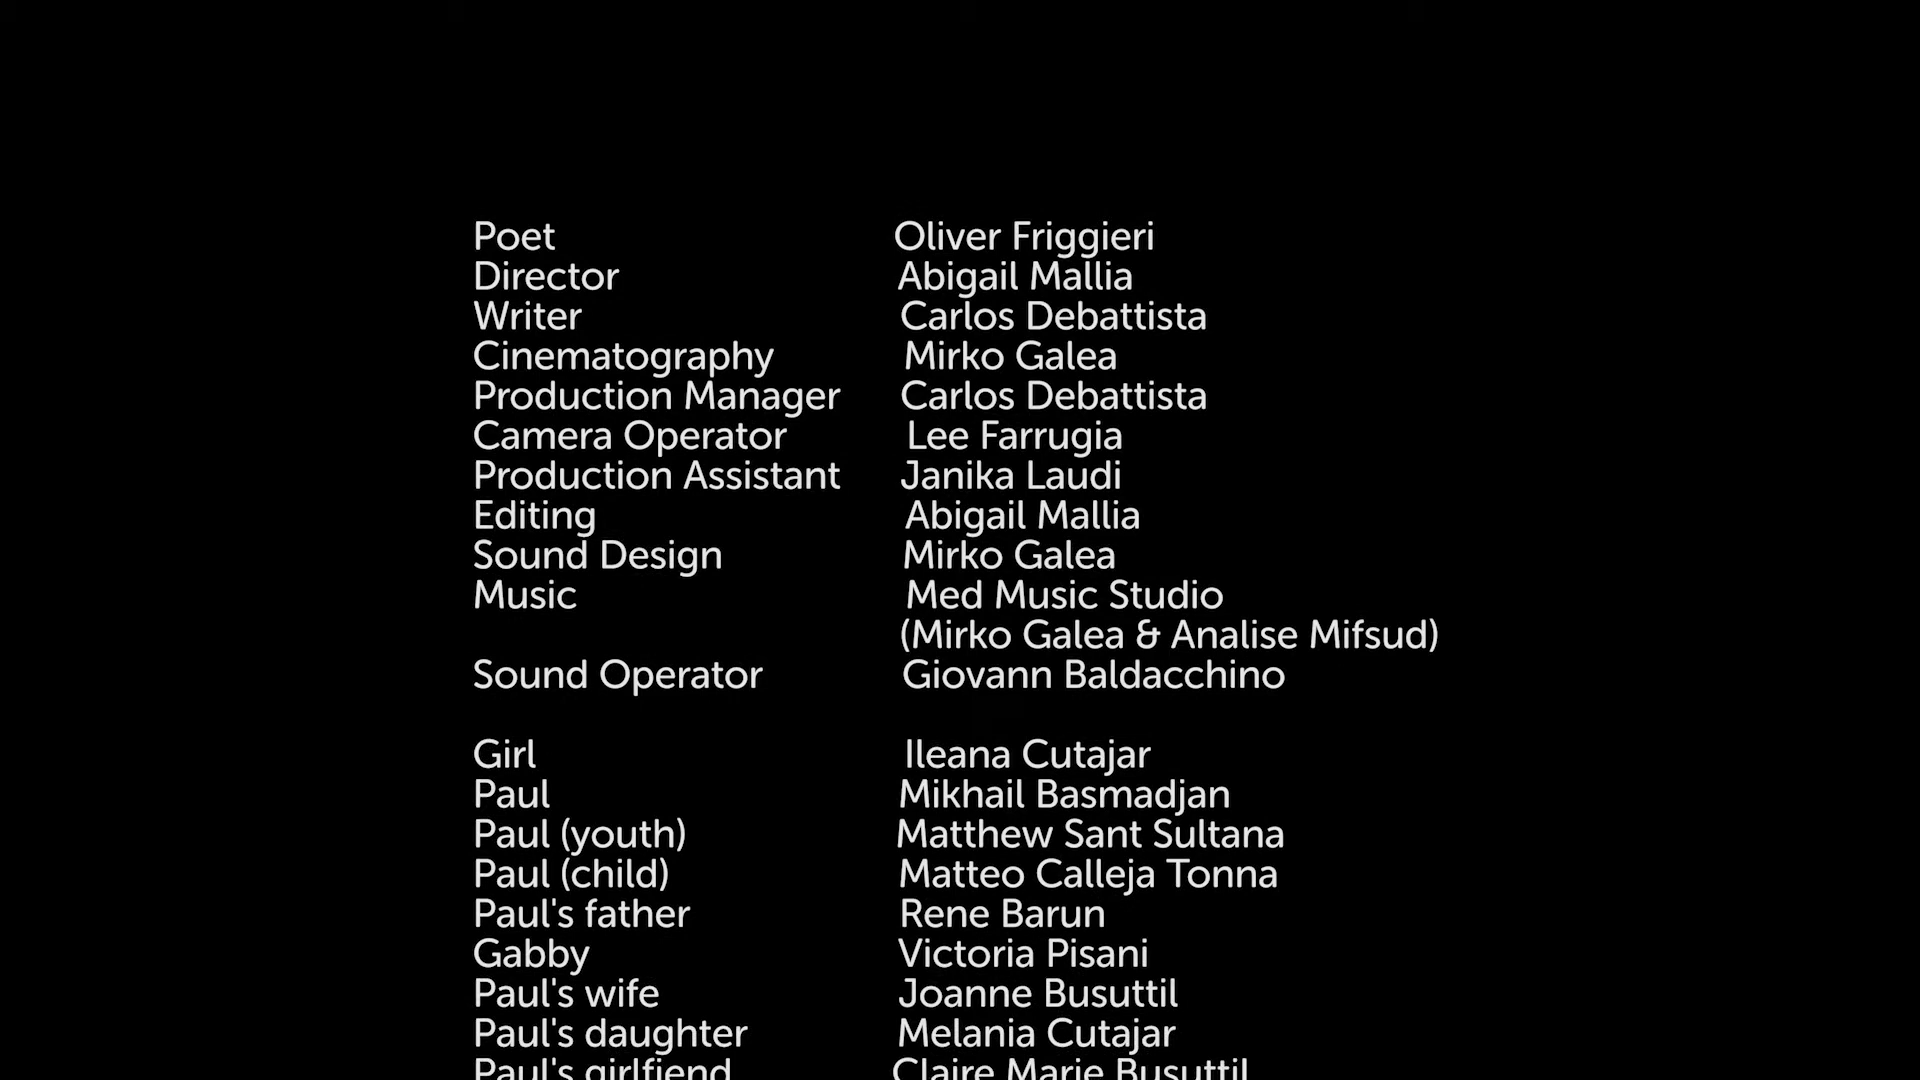 Poet Oliver Friggieri
Director Abigail Mallia
Writer Carlos Debattista
Cinematography Mirko Galea
Production Manager Carlos Debattista
Camera Operator Lee Farrugia
Production Assistant Janika Laudi
Editing Abigail Mallia
Sound Design Mirko Galea
Music Med Music Studio
(Mirko Galea & Analise Mifsud)
Sound Operator Giovann Baldacchino
Girl Ileana Cutajar
Paul Mikhail Basmadjan
Paul (youth) Matthew Sant Sultana
Paul (child) Matteo Calleja Tonna
Paul's father Rene Barun
Gabby Victoria Pisani
Paul's wife Joanne Busuttil
Paul's daughter Melania Cutajar
Paul's girlfiend Claire Marie Busuttil